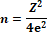 n = Z²/4e²